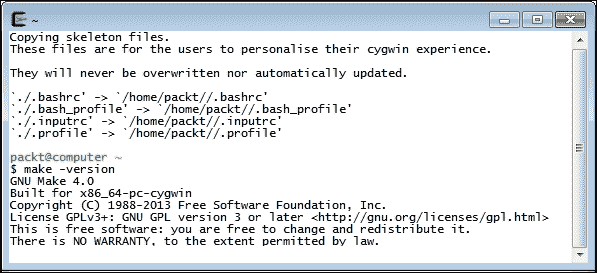 ~
Copying skeleton files.
These files are for the users to personalise their cygwin experience.
They will never be overwritten nor automatically updated.
`./.bashrc' -> `/home/packt//.bashrc'
`./.bash_profile' -> `/home/packt//.bash_profile'
`./.inputrc' -> `/home/packt//.inputrc'
`./.profile' -> `/home/packt//.profile'
packt@computer ~
$ make -version
GNU Make 4.0
Built for x86_64-pc-cygwin
Copyright (C) 1988-2013 Free Software Foundation, Inc.
License GPLv3+: GNU GPL version 3 or later <http://gnu.org/licenses/gpl.html>
This is free software: you are free to change and redistribute it.
There is NO WARRANTY, to the extent permitted by law.